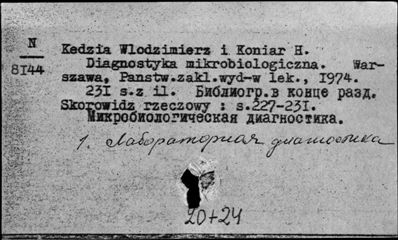 N
8144
Kedzia Wlodzimierz i Koniar H.
Diagnostyka mikrobiologiczna. War-
szawa, Panstw.zakl.wyd-w lek., 1974.
231 s.z il. Библиогр.в конце разд.
Skorowidz rzeczowy : s.227-231.
Микробиологическая диагностика.
1. Лабораторная диагностика
20+24